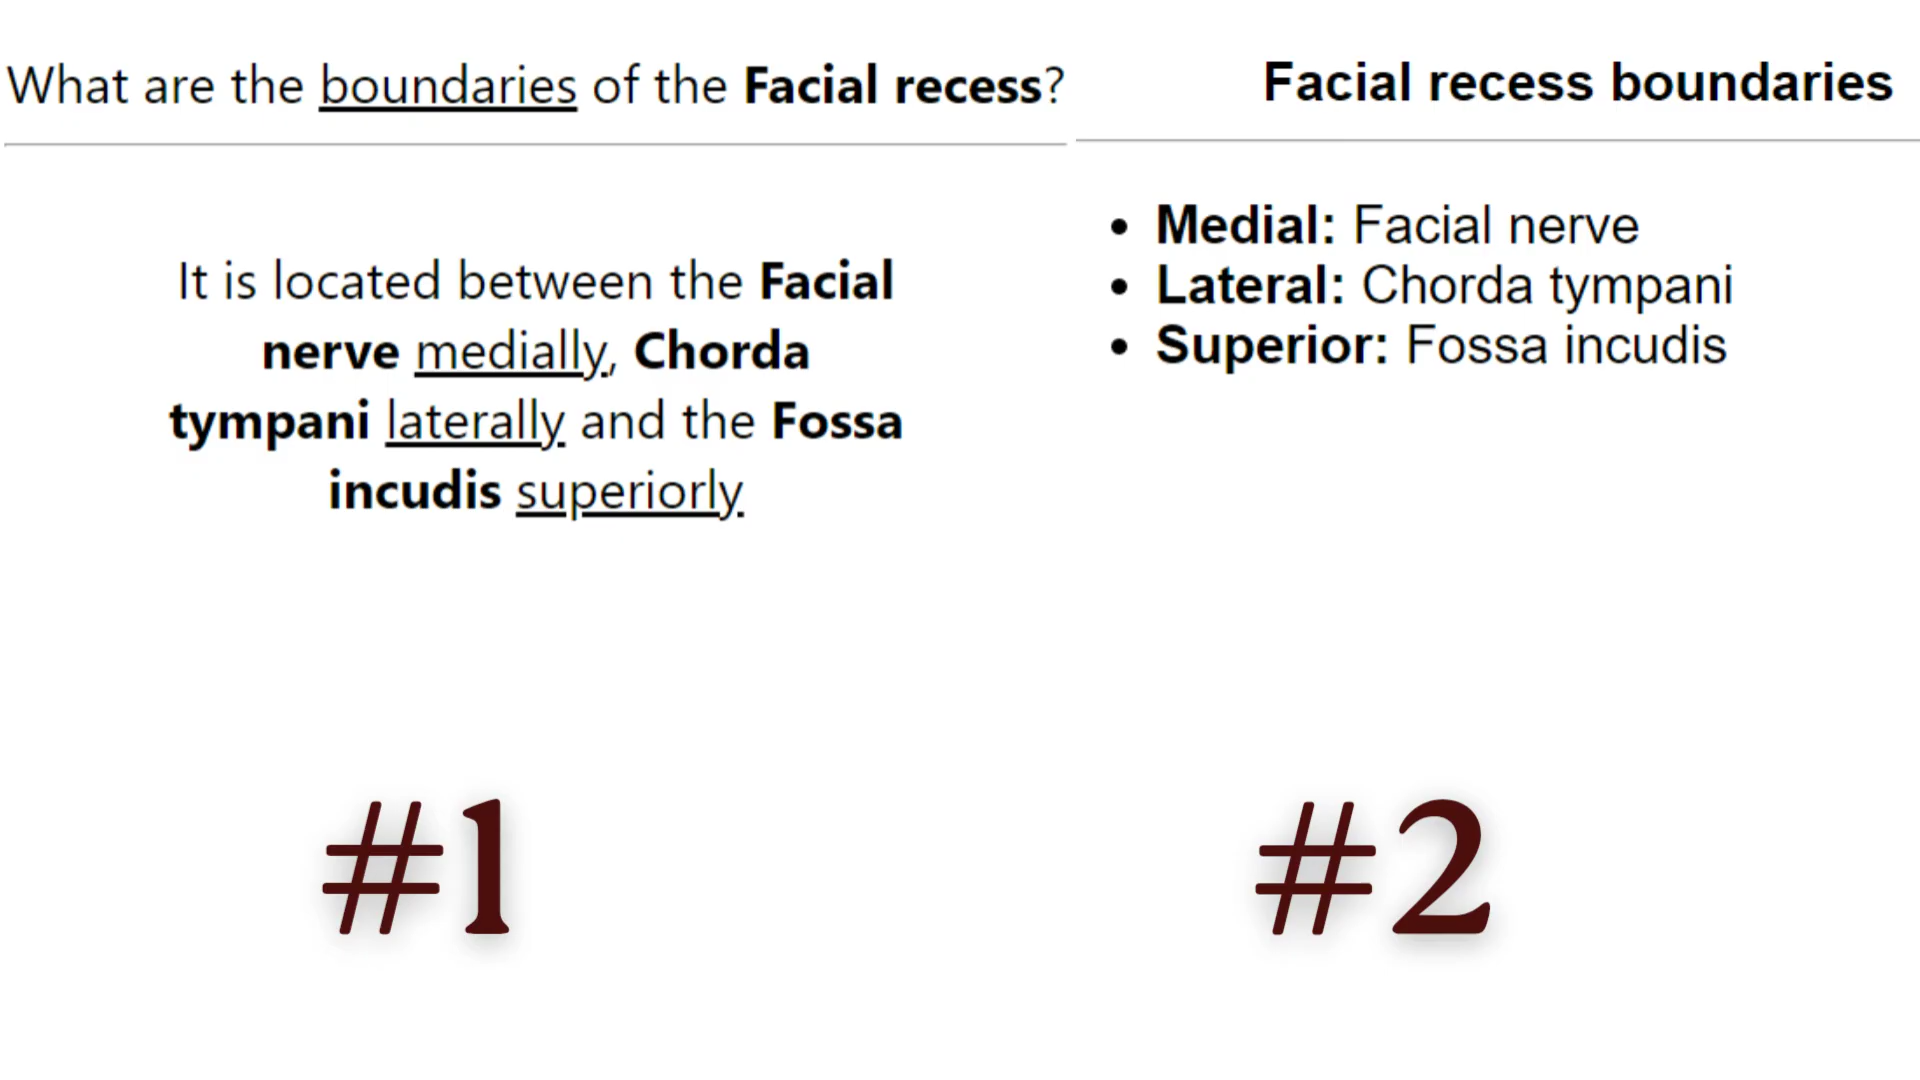 What are the boundaries of the Facial recess?
It is located between the Facial
nerve medially, Chorda
tympani laterally and the Fossa
incudis superiorly
#1
Facial recess boundaries
• Medial: Facial nerve
• Lateral: Chorda tympani
• Superior: Fossa incudis
#2